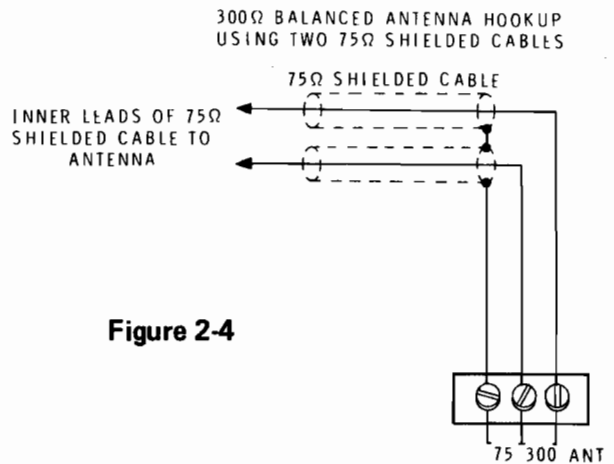 300Ω BALANCED ANTENNA HOOKUP
USING TWO 75Ω SHIELDED CABLES
75Ω SHIELDED CABLE
INNER LEADS OF 75Ω
SHIELDED CABLE TO
ANTENNA
Figure 2-4
75 300 ANT